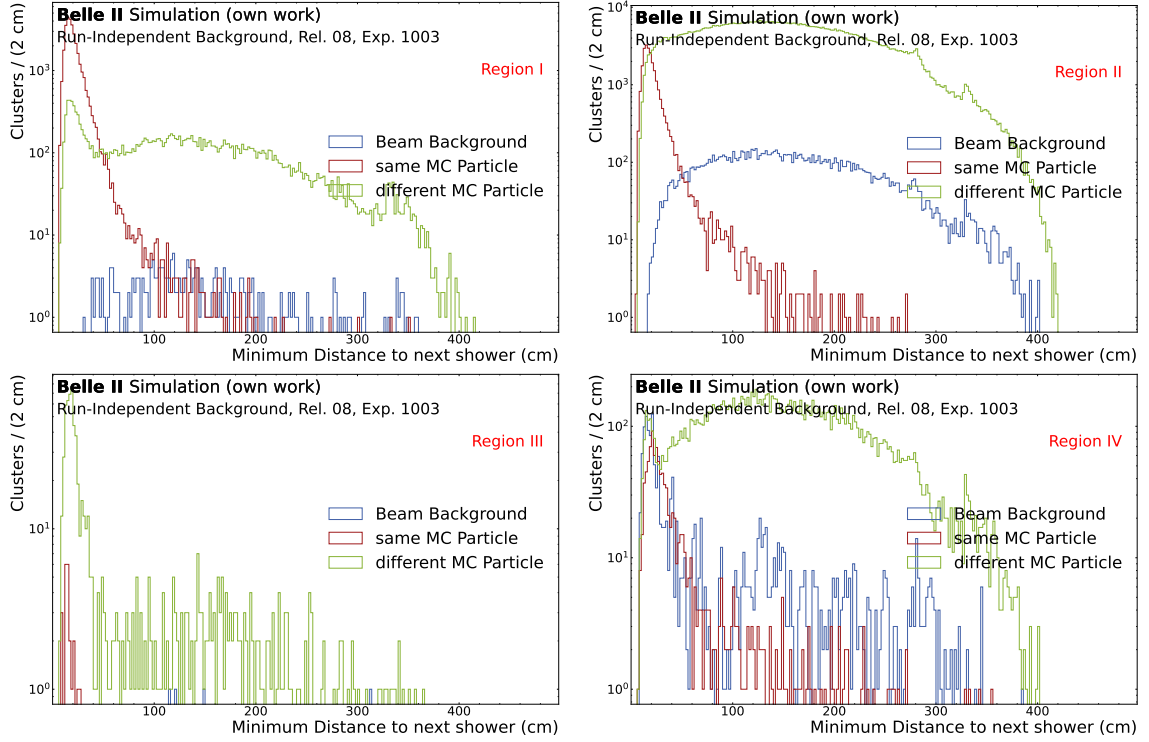 Belle II Simulation (own work)
Run-Independent Background, Rel. 08, Exp. 1003
Region I
Beam Background
same MC Particle
different MC Particle
Clusters / (2 cm)
10³
10²
10¹
10⁰
100 200 300 400
Minimum Distance to next shower (cm)
Belle II Simulation (own work)
Run-Independent Background, Rel. 08, Exp. 1003
Region II
Beam Background
same MC Particle
different MC Particle
Clusters / (2 cm)
10⁴
10³
10²
10¹
10⁰
100 200 300 400
Minimum Distance to next shower (cm)
Belle II Simulation (own work)
Run-Independent Background, Rel. 08, Exp. 1003
Region III
Beam Background
same MC Particle
different MC Particle
Clusters / (2 cm)
10¹
10⁰
100 200 300 400
Minimum Distance to next shower (cm)
Belle II Simulation (own work)
Run-Independent Background, Rel. 08, Exp. 1003
Region IV
Beam Background
same MC Particle
different MC Particle
Clusters / (2 cm)
10²
10¹
10⁰
100 200 300 400
Minimum Distance to next shower (cm)